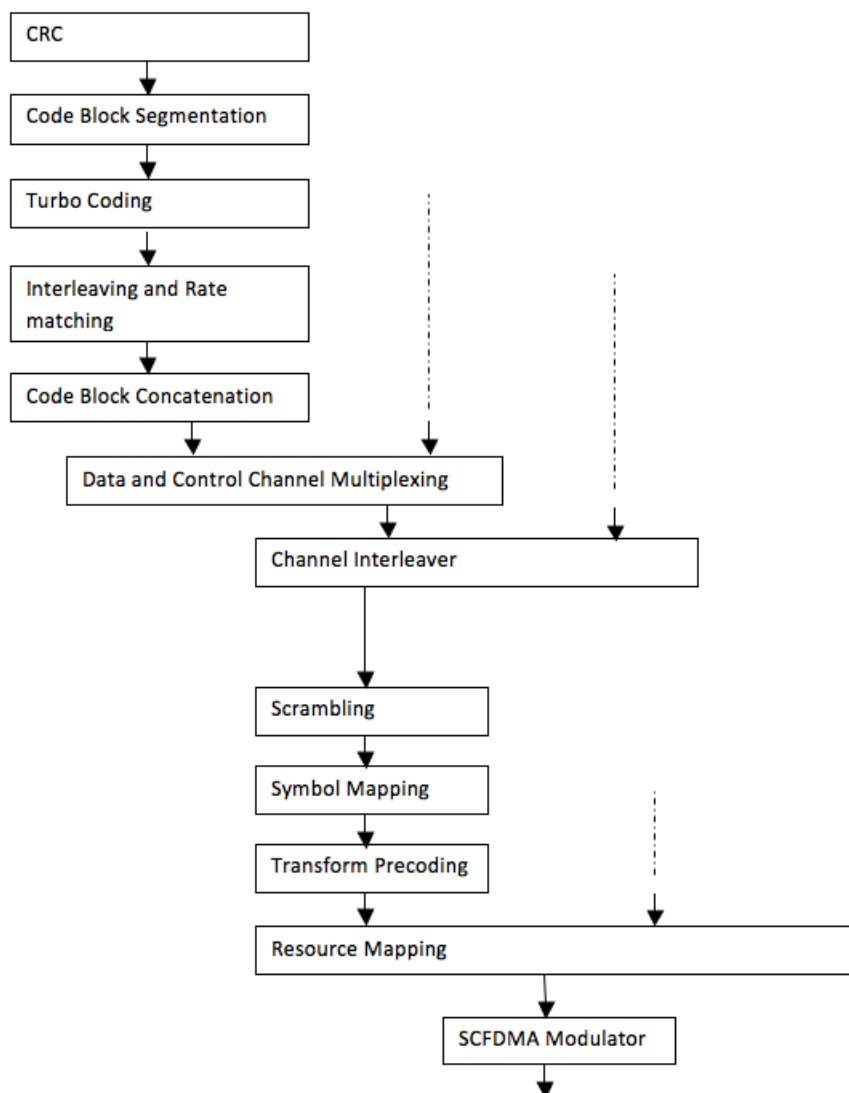 CRC
Code Block Segmentation
Turbo Coding
Interleaving and Rate
matching
Code Block Concatenation
Data and Control Channel Multiplexing
Channel Interleaver
Scrambling
Symbol Mapping
Transform Precoding
Resource Mapping
SCFDMA Modulator